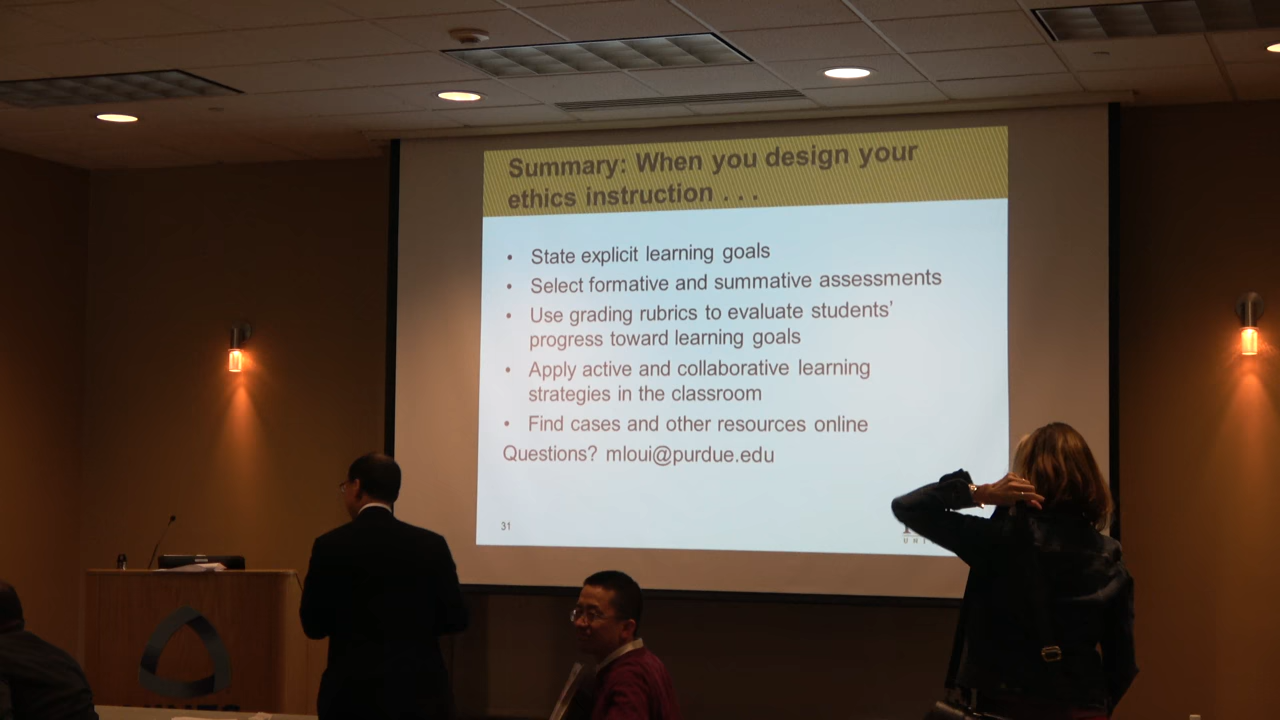 Summary: When you design your
ethics instruction . . .
• State explicit learning goals
• Select formative and summative assessments
• Use grading rubrics to evaluate students'
progress toward learning goals
• Apply active and collaborative learning
strategies in the classroom
• Find cases and other resources online
Questions? mloui@purdue.edu
31